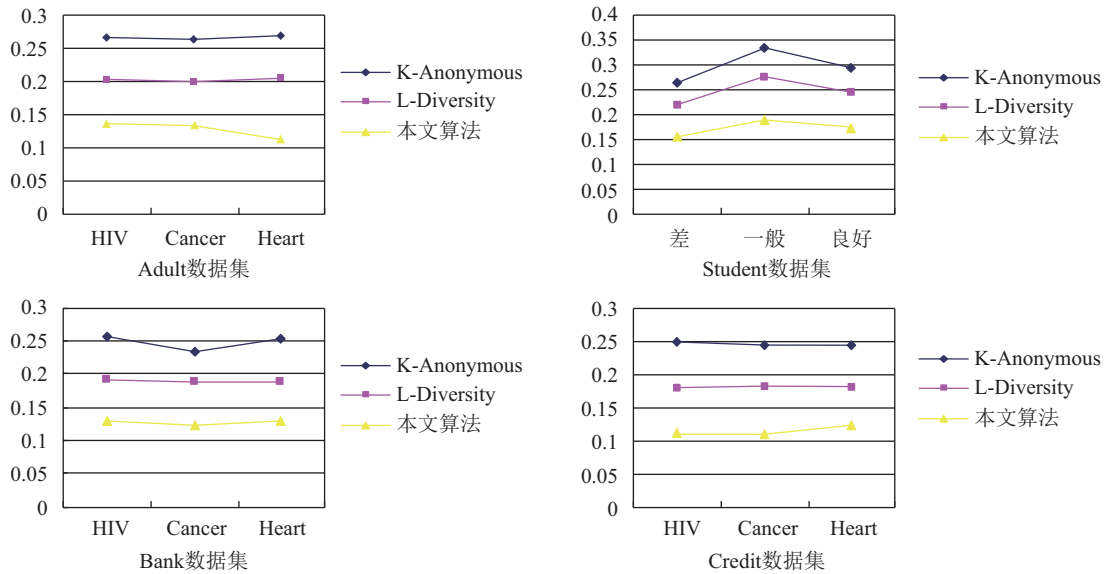 0.3
0.25
0.2
0.15
0.1
0.05
0
HIV Cancer Heart
Adult数据集
K-Anonymous
L-Diversity
本文算法
0.4
0.35
0.3
0.25
0.2
0.15
0.1
0.05
0
差 一般 良好
Student数据集
K-Anonymous
L-Diversity
本文算法
0.3
0.25
0.2
0.15
0.1
0.05
0
HIV Cancer Heart
Bank数据集
K-Anonymous
L-Diversity
本文算法
0.3
0.25
0.2
0.15
0.1
0.05
0
HIV Cancer Heart
Credit数据集
K-Anonymous
L-Diversity
本文算法